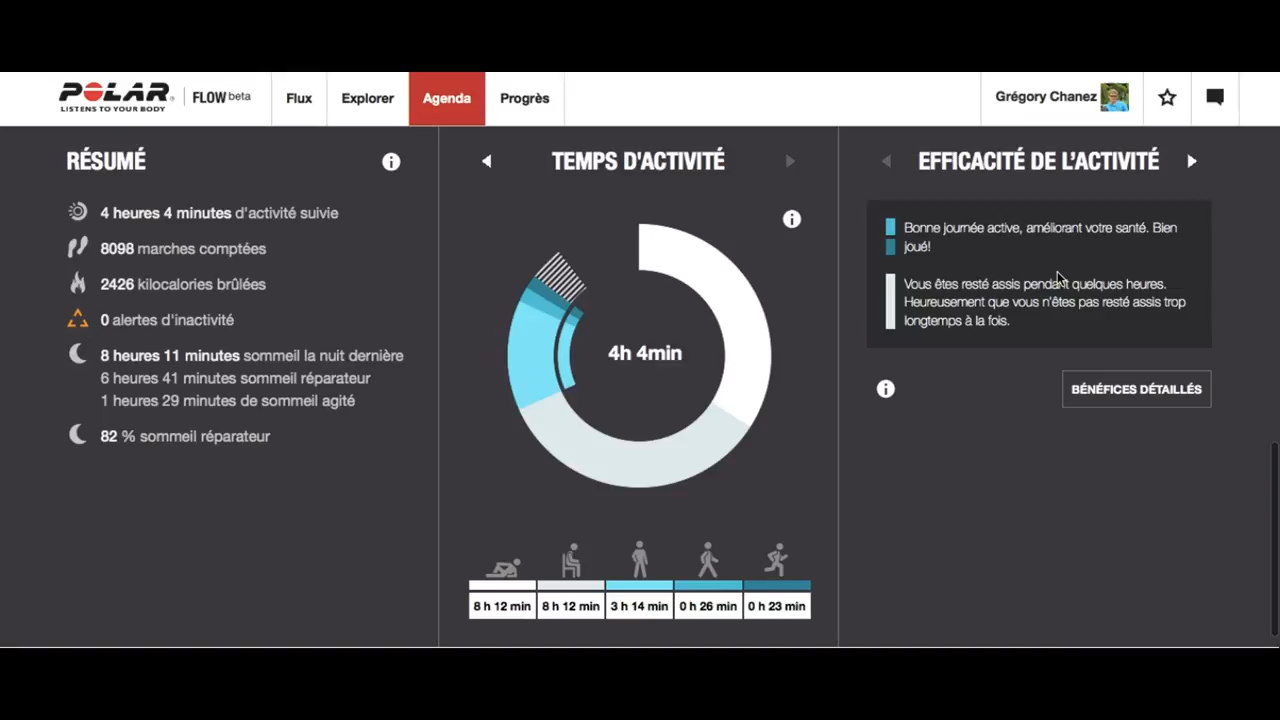 POLAR
LISTENS TO YOUR BODY
FLOW beta
Flux
Explorer
Agenda
Progrès
Grégory Chanez
RÉSUMÉ
4 heures 4 minutes d'activité suivie
8098 marches comptées
2426 kilocalories brûlées
0 alertes d'inactivité
8 heures 11 minutes sommeil la nuit dernière
6 heures 41 minutes sommeil réparateur
1 heures 29 minutes de sommeil agité
82 % sommeil réparateur
TEMPS D'ACTIVITÉ
4h 4min
8 h 12 min
8 h 12 min
3 h 14 min
0 h 26 min
0 h 23 min
EFFICACITÉ DE L'ACTIVITÉ
Bonne journée active, améliorant votre santé. Bien
joué!
Vous êtes resté assis pendant quelques heures.
Heureusement que vous n'êtes pas resté assis trop
longtemps à la fois.
BÉNÉFICES DÉTAILLÉS